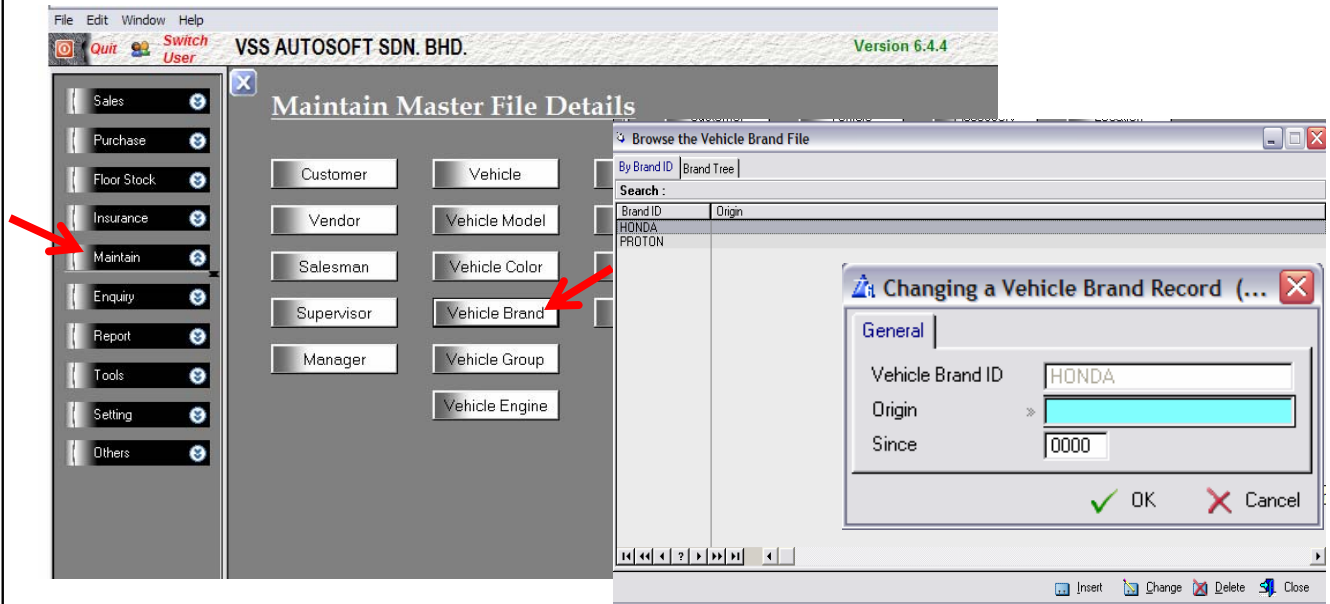 File Edit Window Help
Quit Switch User VSS AUTOSOFT SDN. BHD. Version 6.4.4
Sales
Purchase
Floor Stock
Insurance
Maintain
Enquiry
Report
Tools
Setting
Others
Maintain Master File Details
Customer Vehicle
Vendor Vehicle Model
Salesman Vehicle Color
Supervisor Vehicle Brand
Manager Vehicle Group
Vehicle Engine
Browse the Vehicle Brand File
By Brand ID Brand Tree
Search :
Brand ID Origin
HONDA
PROTON
Changing a Vehicle Brand Record (...
General
Vehicle Brand ID HONDA
Origin »
Since 0000
OK Cancel
Insert Change Delete Close